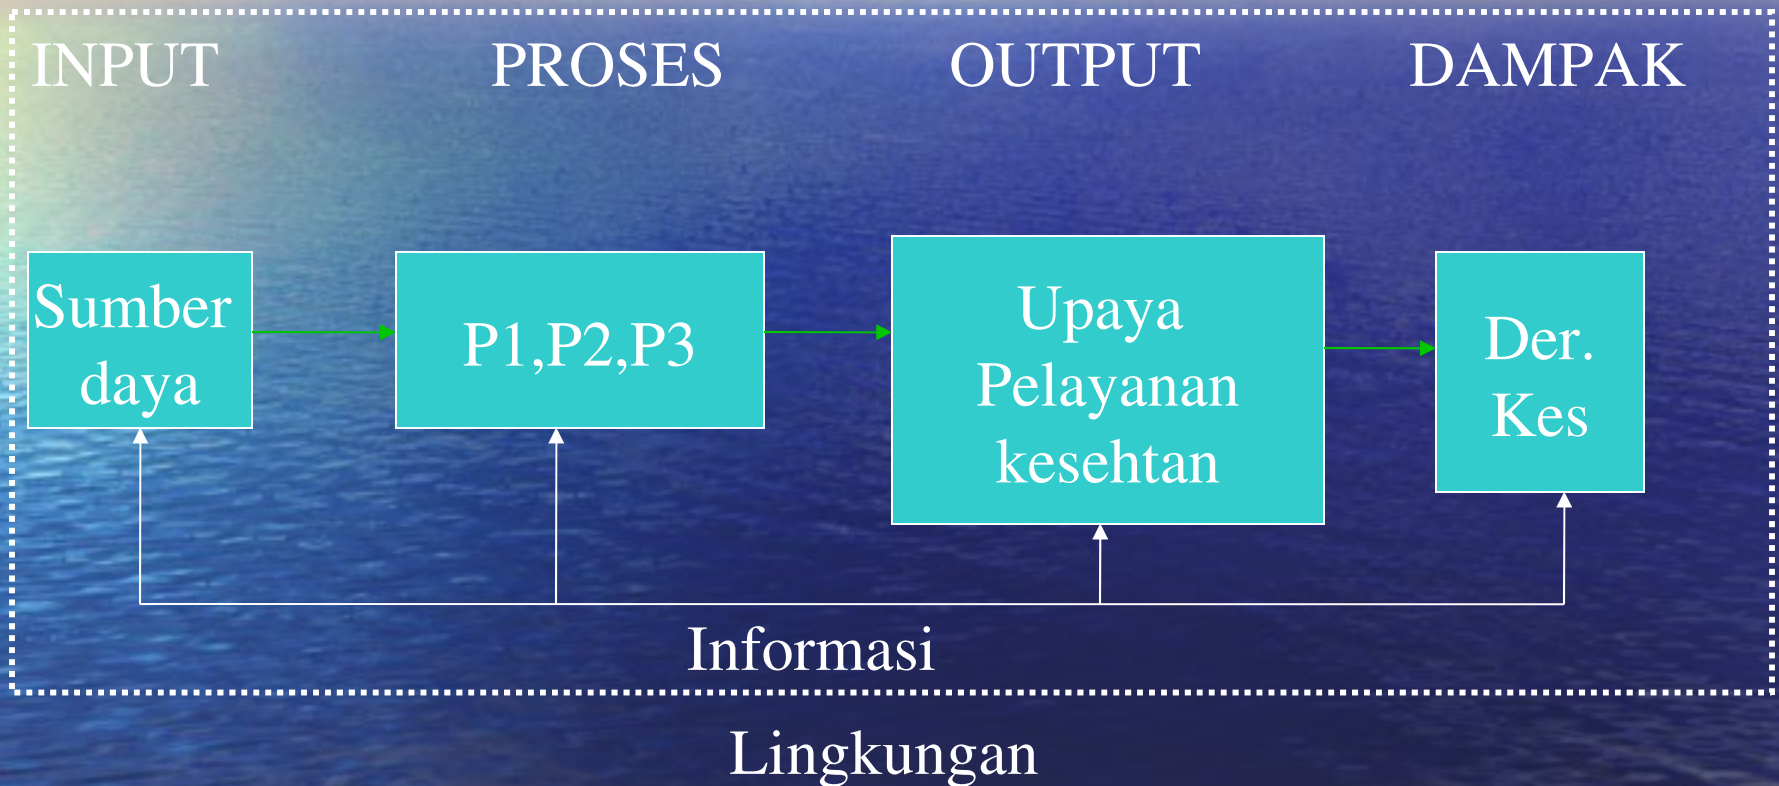 INPUT PROSES OUTPUT DAMPAK
Sumber
daya
P1,P2,P3
Upaya
Pelayanan
kesehtan
Der.
Kes
Informasi
Lingkungan